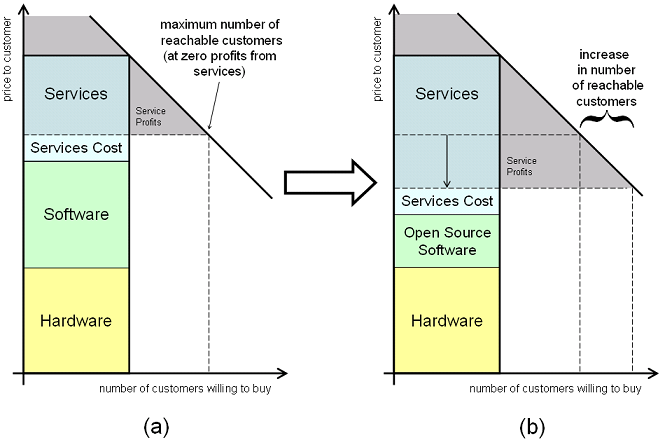 price to customer
maximum number of
reachable customers
(at zero profits from
services)
Services
Service
Profits
Services Cost
Software
Hardware
number of customers willing to buy
(a)
price to customer
increase
in number
of reachable
customers
Services
Service
Profits
Services Cost
Open Source
Software
Hardware
number of customers willing to buy
(b)